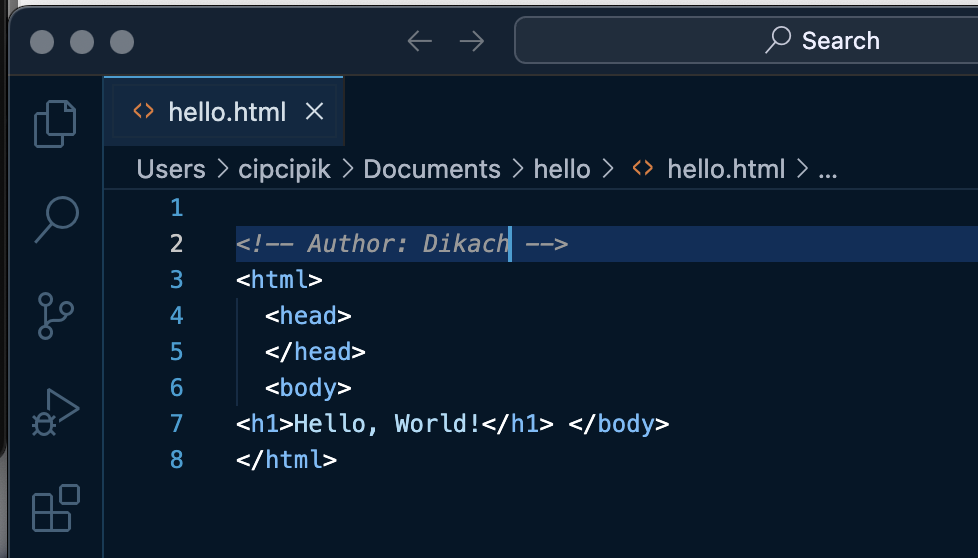 Search
hello.html
Users > cipcipik > Documents > hello > <> hello.html > ...
1
2 <!-- Author: Dikach -->
3 <html>
4   <head>
5   </head>
6   <body>
7 <h1>Hello, World!</h1> </body>
8 </html>